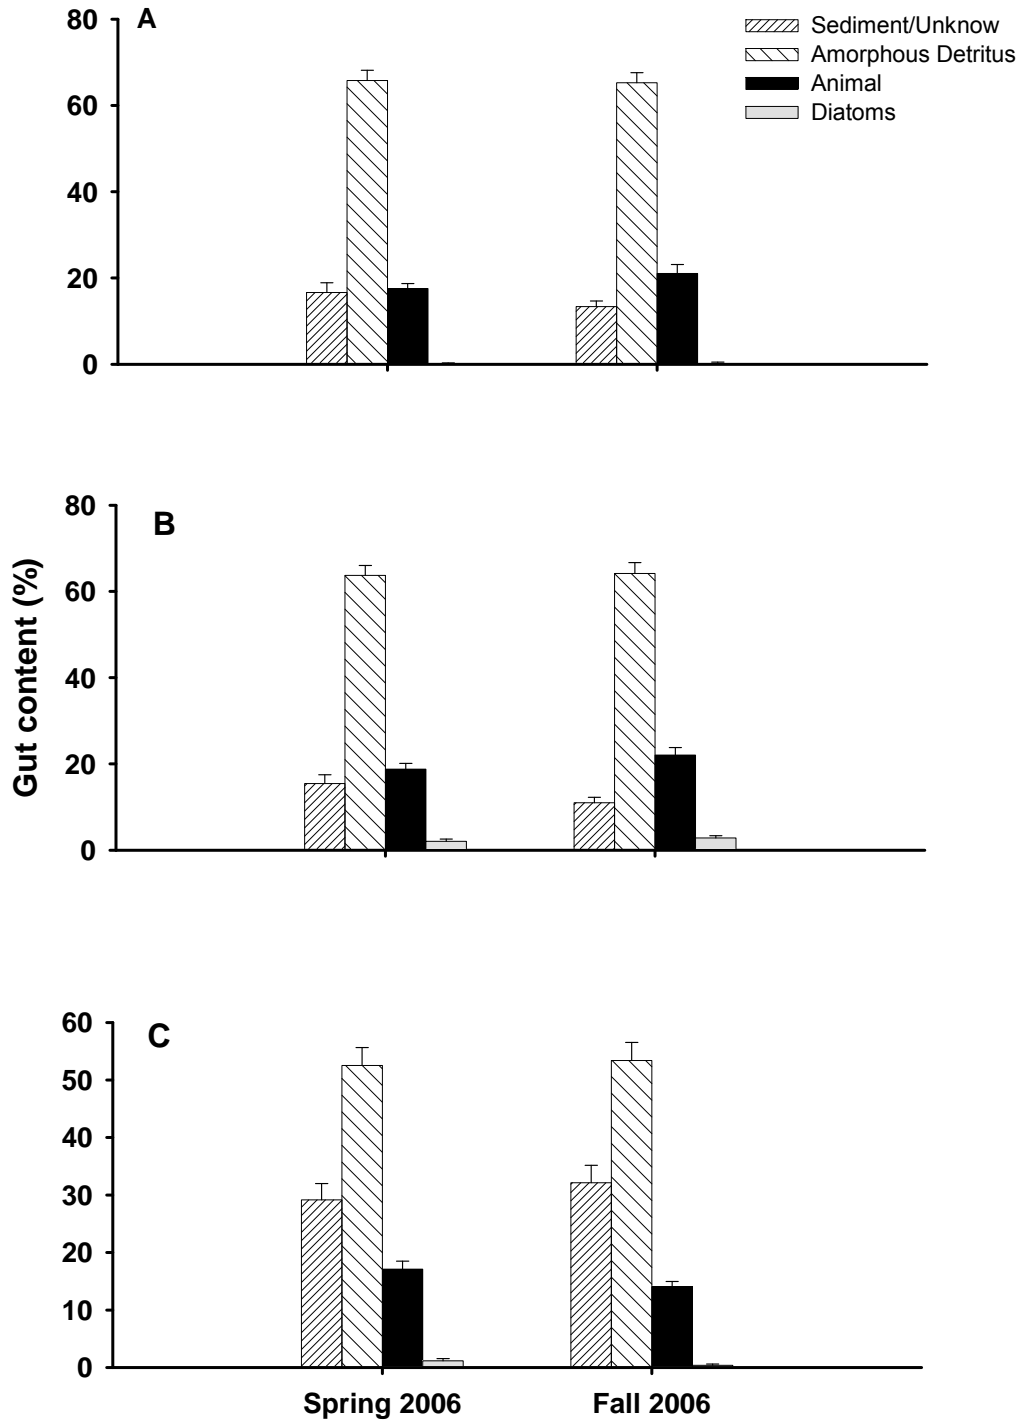 A
80
60
40
20
0
Sediment/Unknow
Amorphous Detritus
Animal
Diatoms
B
80
60
40
20
0
Gut content (%)
C
60
50
40
30
20
10
0
Spring 2006 Fall 2006